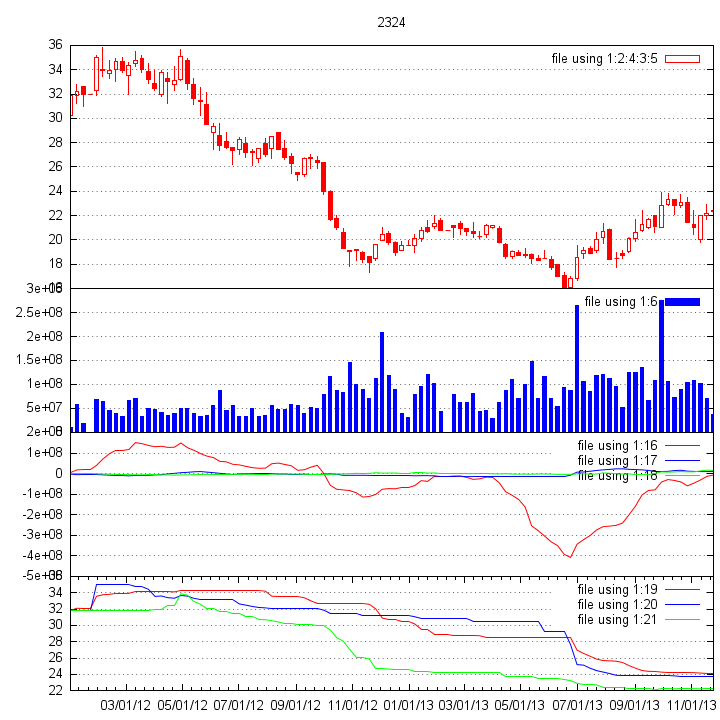 2324
file using 1:2:4:3:5
36
34
32
30
28
26
24
22
20
18
3e+08
file using 1:6
2.5e+08
2e+08
1.5e+08
1e+08
5e+07
2e+08
file using 1:16
file using 1:17
file using 1:18
1e+08
0
-1e+08
-2e+08
-3e+08
-4e+08
-5e+08
file using 1:19
file using 1:20
file using 1:21
34
32
30
28
26
24
22
03/01/12 05/01/12 07/01/12 09/01/12 11/01/12 01/01/13 03/01/13 05/01/13 07/01/13 09/01/13 11/01/13